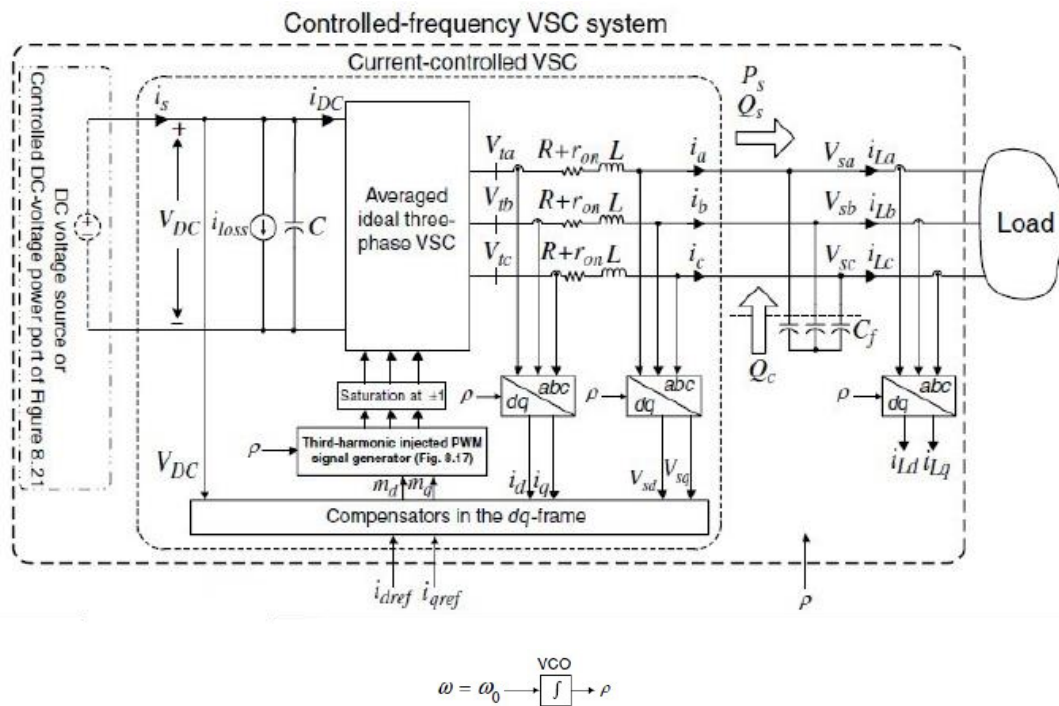 Controlled-frequency VSC system
Current-controlled VSC
DC voltage source or
Controlled DC-voltage power port of Figure 8.21
i_s
+
V_DC
−
i_loss
C
i_DC
Averaged
ideal three-
phase VSC
V_ta R+r_on L i_a
V_tb R+r_on L i_b
V_tc R+r_on L i_c
P_s
Q_s
V_sa i_La
V_sb i_Lb
V_sc i_Lc
Load
C_f
Q_c
Saturation at ±1
ρ Third-harmonic injected PWM
signal generator (Fig. 8.17)
ρ abc
dq
ρ abc
dq
ρ abc
dq
V_DC
m_d m_q
i_d i_q
V_sd V_sq
i_Ld i_Lq
Compensators in the dq-frame
i_dref i_qref
ρ
VCO
ω = ω_0 ∫ ρ